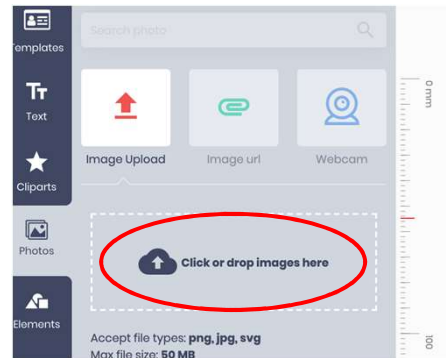 Templates
Search photo
Tт
Text
Image Upload
Image url
Webcam
Cliparts
Photos
Click or drop images here
Elements
Accept file types: png, jpg, svg
Max file size: 50 MB
0 mm
100